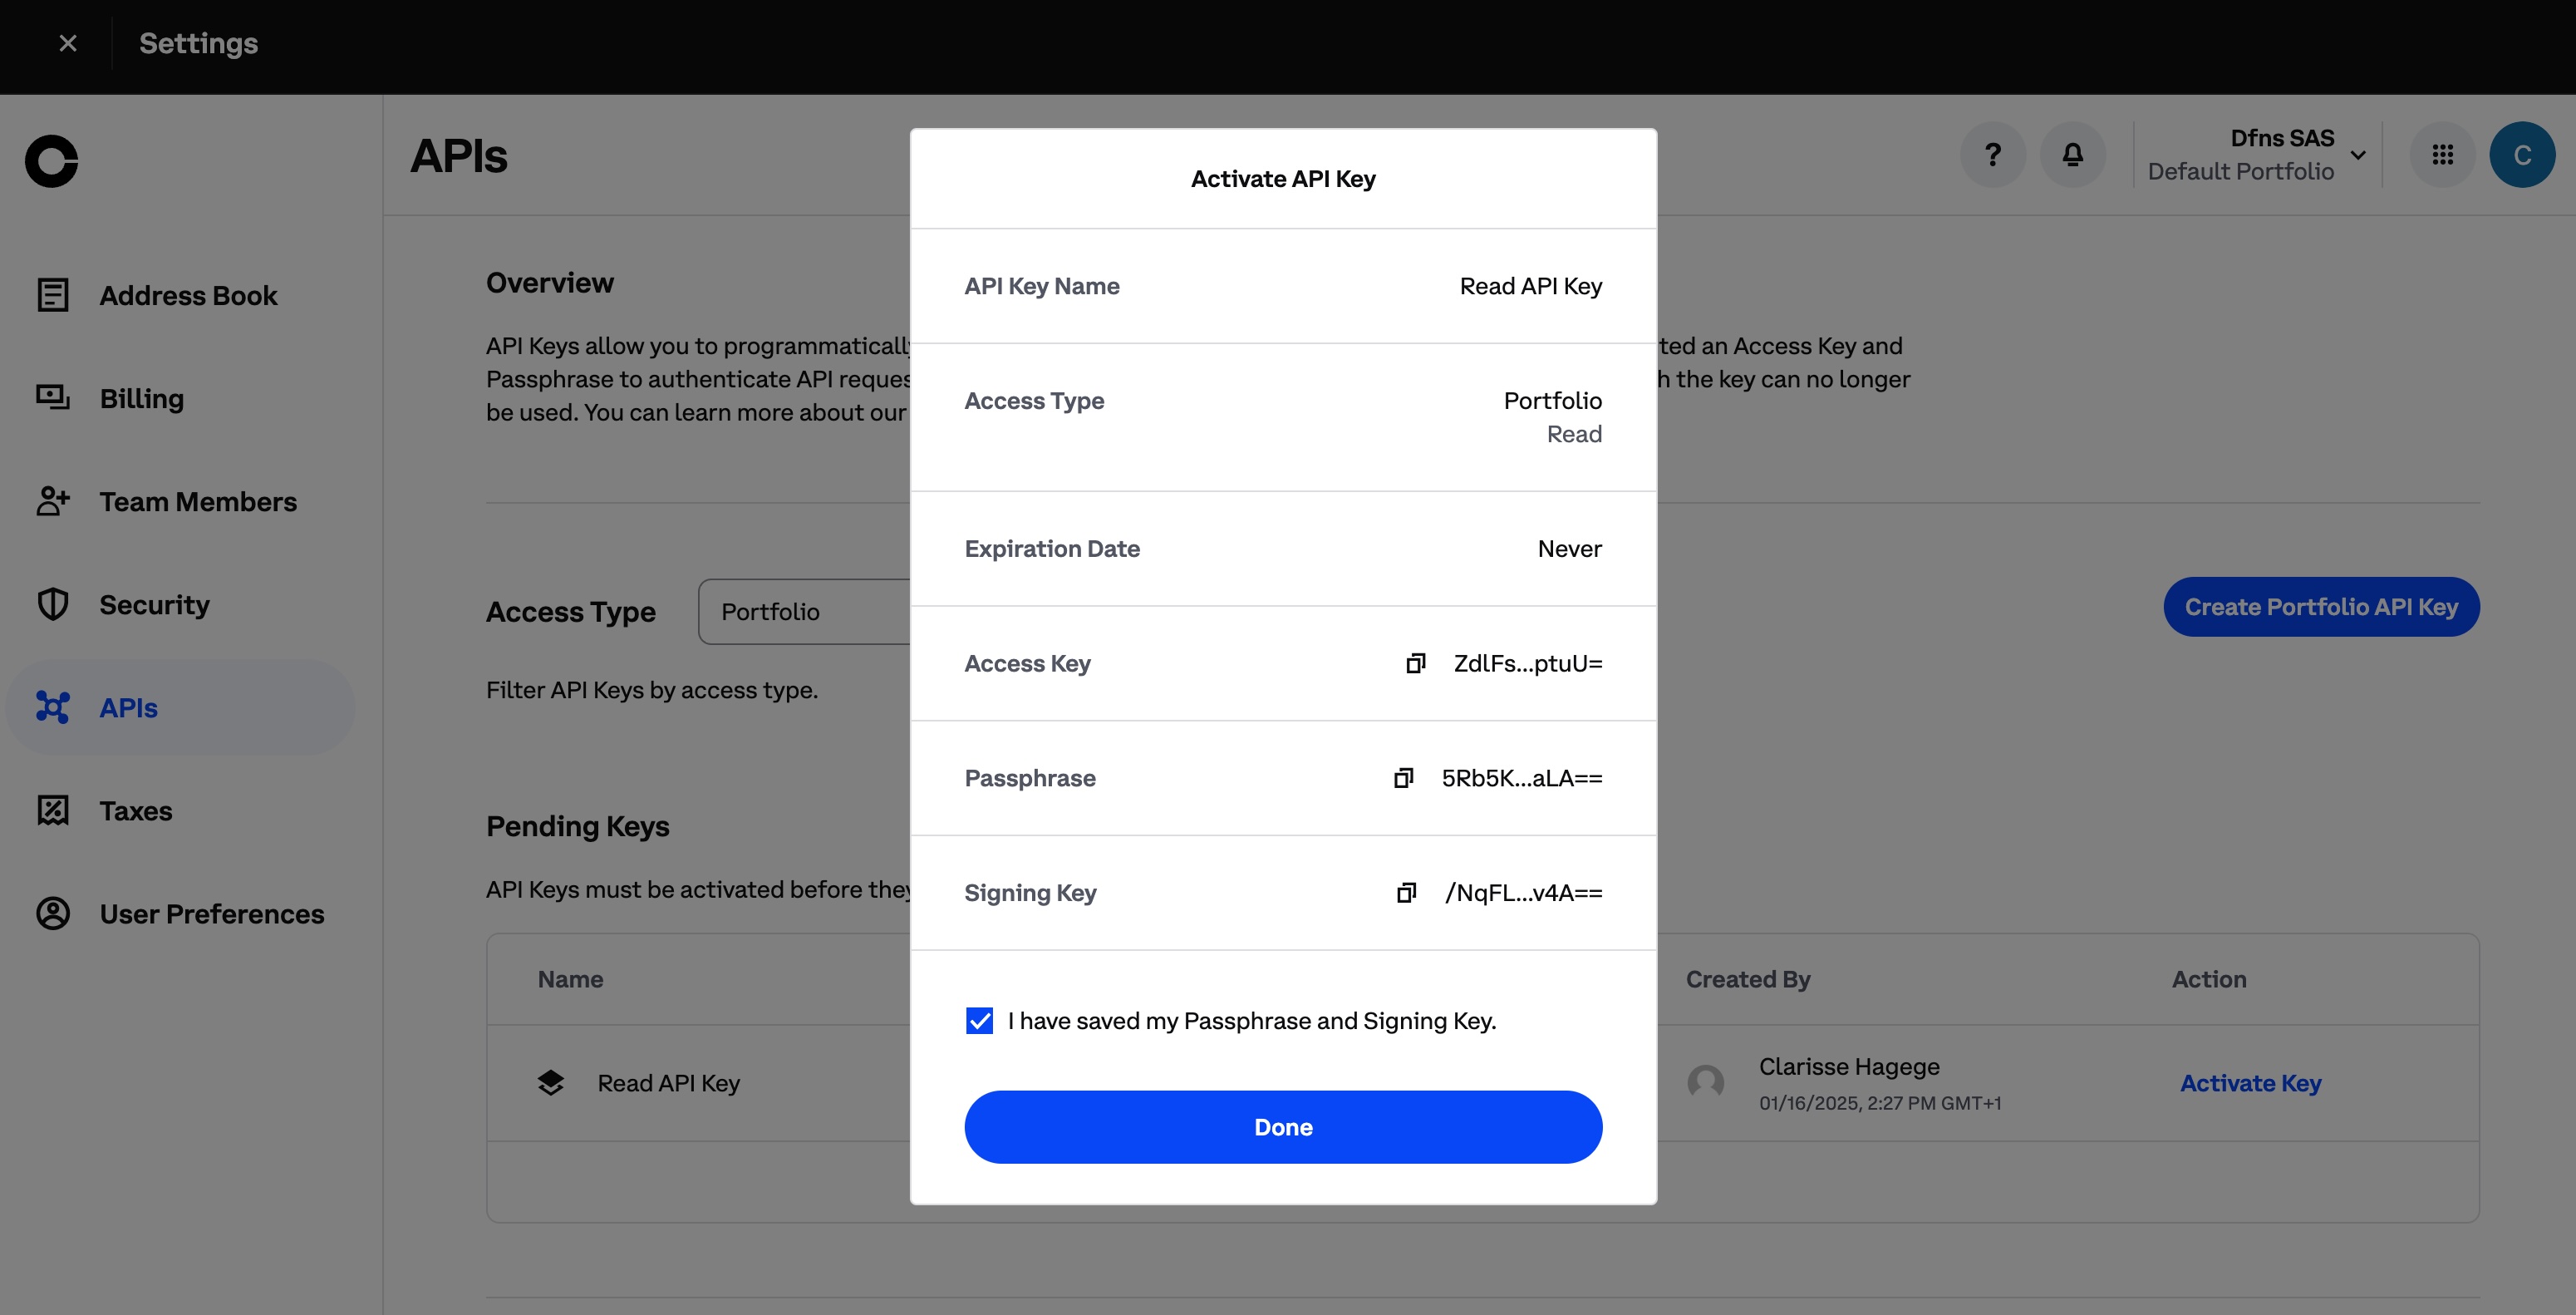 Settings
APIs
?
Dfns SAS
Default Portfolio
C
Address Book
Billing
Team Members
Security
APIs
Taxes
User Preferences
Overview
API Keys allow you to programmatically
ted an Access Key and
Passphrase to authenticate API reques
h the key can no longer
be used. You can learn more about our
Access Type
Portfolio
Create Portfolio API Key
Filter API Keys by access type.
Pending Keys
API Keys must be activated before they
Name
Created By
Action
Read API Key
Clarisse Hagege
01/16/2025, 2:27 PM GMT+1
Activate Key
Activate API Key
API Key Name
Read API Key
Access Type
Portfolio
Read
Expiration Date
Never
Access Key
ZdlFs...ptuU=
Passphrase
5Rb5K...aLA==
Signing Key
/NqFL...v4A==
I have saved my Passphrase and Signing Key.
Done